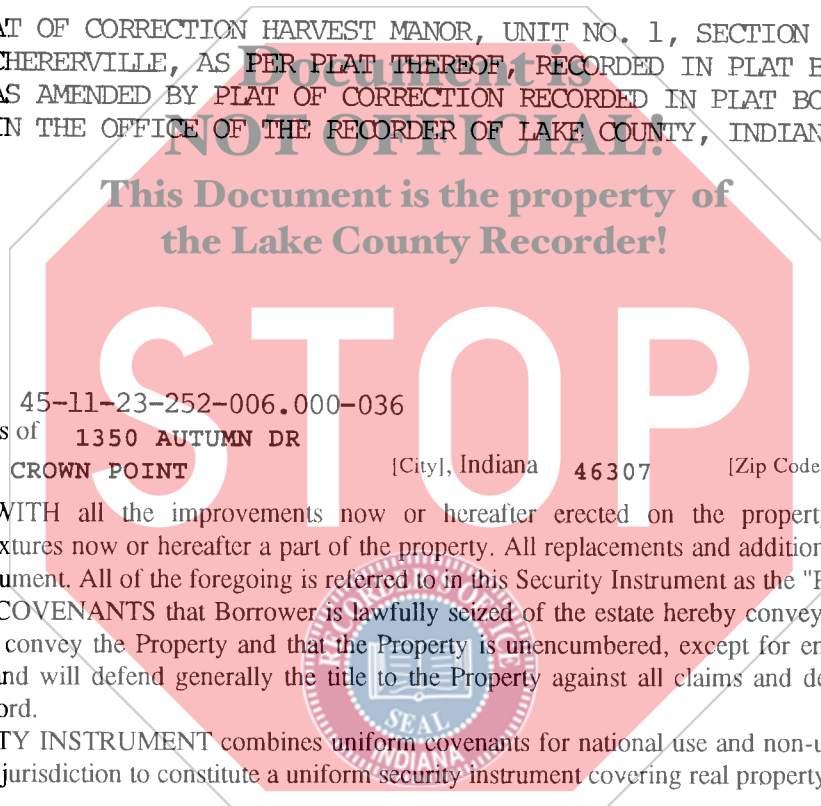 AT OF CORRECTION HARVEST MANOR, UNIT NO. 1, SECTION
CHERERVILLE, AS PER PLAT THEREOF, RECORDED IN PLAT B
AS AMENDED BY PLAT OF CORRECTION RECORDED IN PLAT BO
IN THE OFFICE OF THE RECORDER OF LAKE COUNTY, INDIAN
Document is
NOT OFFICIAL!
This Document is the property of
the Lake County Recorder!
STOP
45-11-23-252-006.000-036
s of 1350 AUTUMN DR
CROWN POINT [City], Indiana 46307 [Zip Code
WITH all the improvements now or hereafter erected on the property
xtures now or hereafter a part of the property. All replacements and addition
ument. All of the foregoing is referred to in this Security Instrument as the "P
COVENANTS that Borrower is lawfully seized of the estate hereby convey
convey the Property and that the Property is unencumbered, except for en
nd will defend generally the title to the Property against all claims and de
ord.
TY INSTRUMENT combines uniform covenants for national use and non-u
jurisdiction to constitute a uniform security instrument covering real property
RECORDER'S OFFICE
SEAL
INDIANA